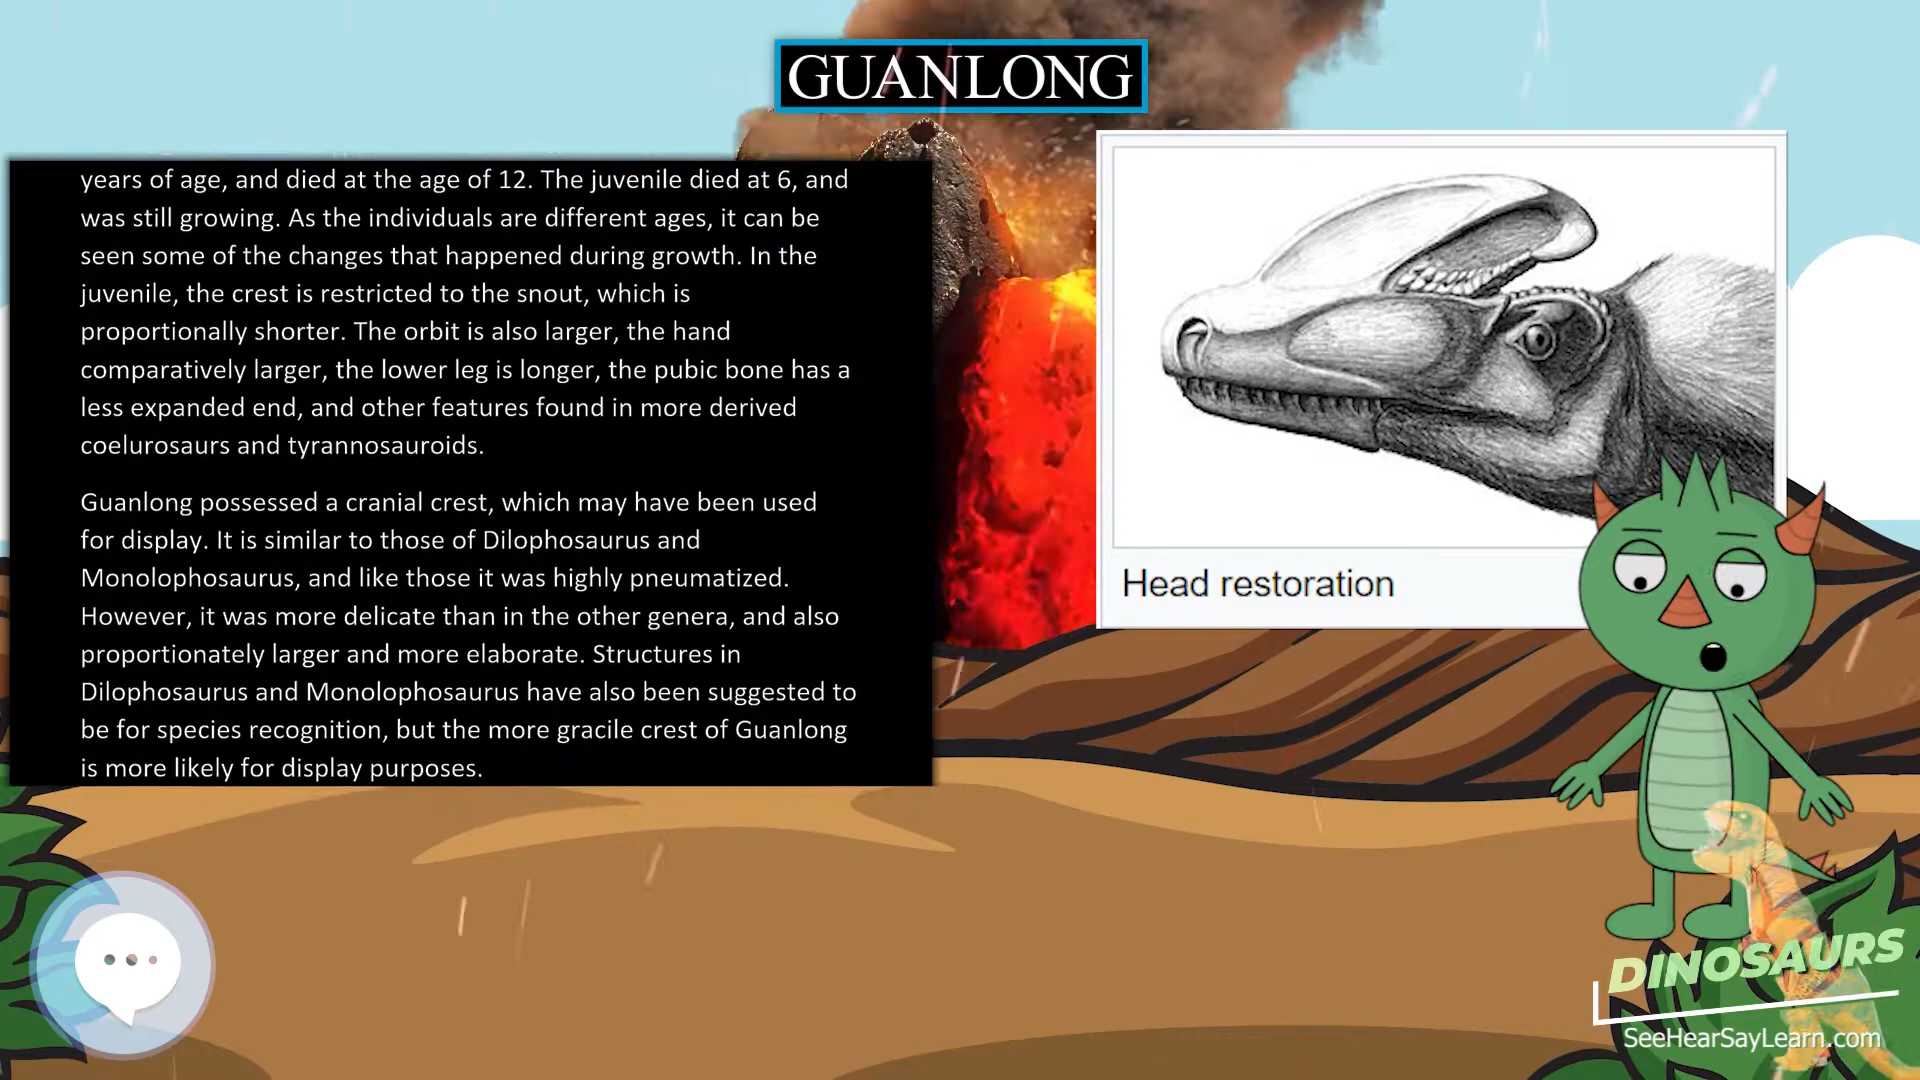 GUANLONG
years of age, and died at the age of 12. The juvenile died at 6, and
was still growing. As the individuals are different ages, it can be
seen some of the changes that happened during growth. In the
juvenile, the crest is restricted to the snout, which is
proportionally shorter. The orbit is also larger, the hand
comparatively larger, the lower leg is longer, the pubic bone has a
less expanded end, and other features found in more derived
coelurosaurs and tyrannosauroids.
Guanlong possessed a cranial crest, which may have been used
for display. It is similar to those of Dilophosaurus and
Monolophosaurus, and like those it was highly pneumatized.
However, it was more delicate than in the other genera, and also
proportionately larger and more elaborate. Structures in
Dilophosaurus and Monolophosaurus have also been suggested to
be for species recognition, but the more gracile crest of Guanlong
is more likely for display purposes.
Head restoration
DINOSAURS
SeeHearSayLearn.com